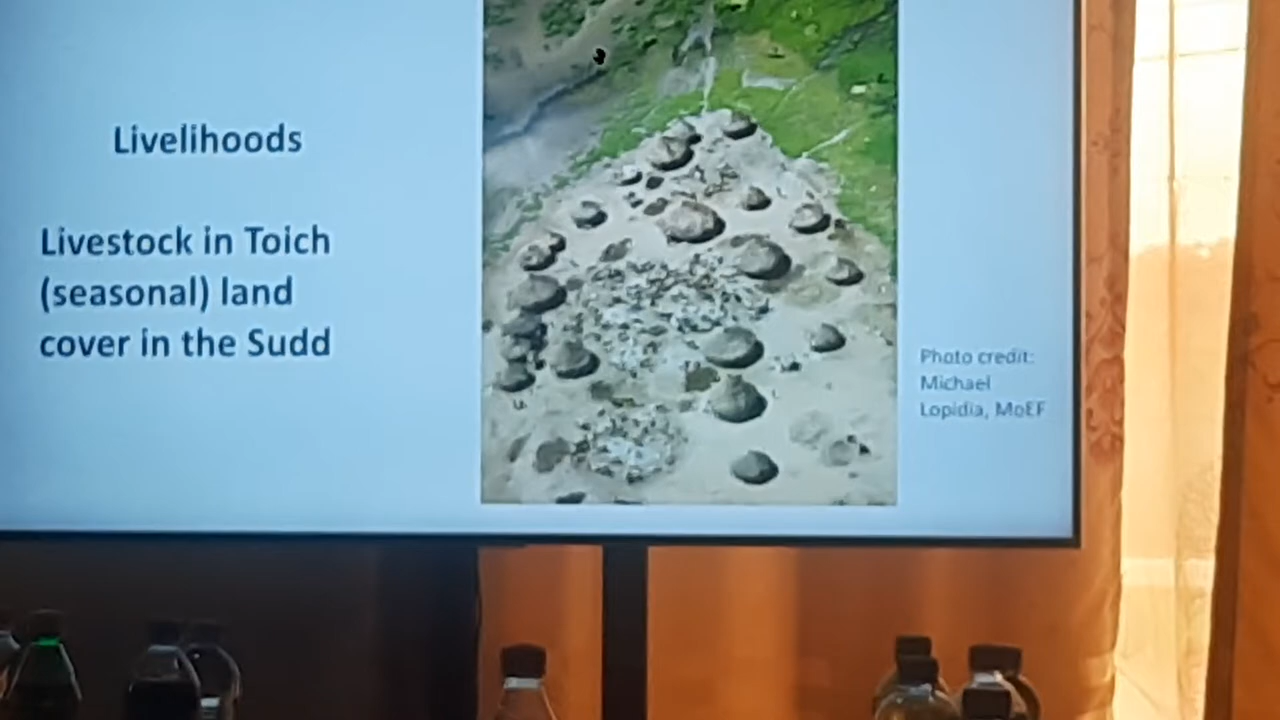 Livelihoods
Livestock in Toich
(seasonal) land
cover in the Sudd
Photo credit:
Michael
Lopidia, MoEF